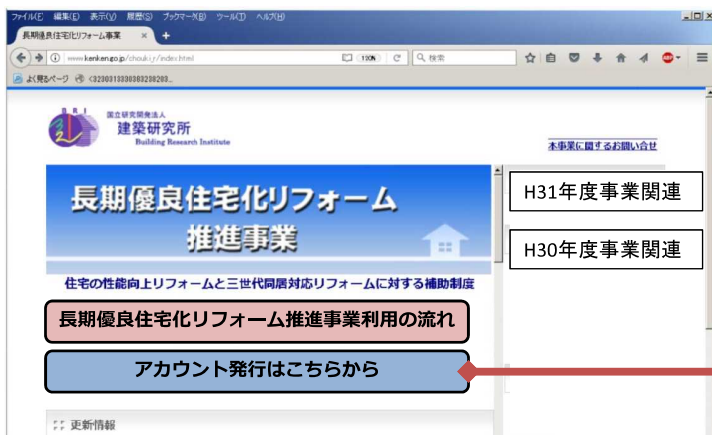 ファイル(F) 編集(E) 表示(V) 履歴(S) ブックマーク(B) ツール(T) ヘルプ(H)
長期優良住宅化リフォーム事業 × +
www.kenken.go.jp/chouki_r/index.html 120% 検索
よく見るページ
BRI
国立研究開発法人
建築研究所
Building Research Institute
本事業に関するお問い合せ
長期優良住宅化リフォーム
推進事業
H31年度事業関連
H30年度事業関連
住宅の性能向上リフォームと三世代同居対応リフォームに対する補助制度
長期優良住宅化リフォーム推進事業利用の流れ
アカウント発行はこちらから
更新情報